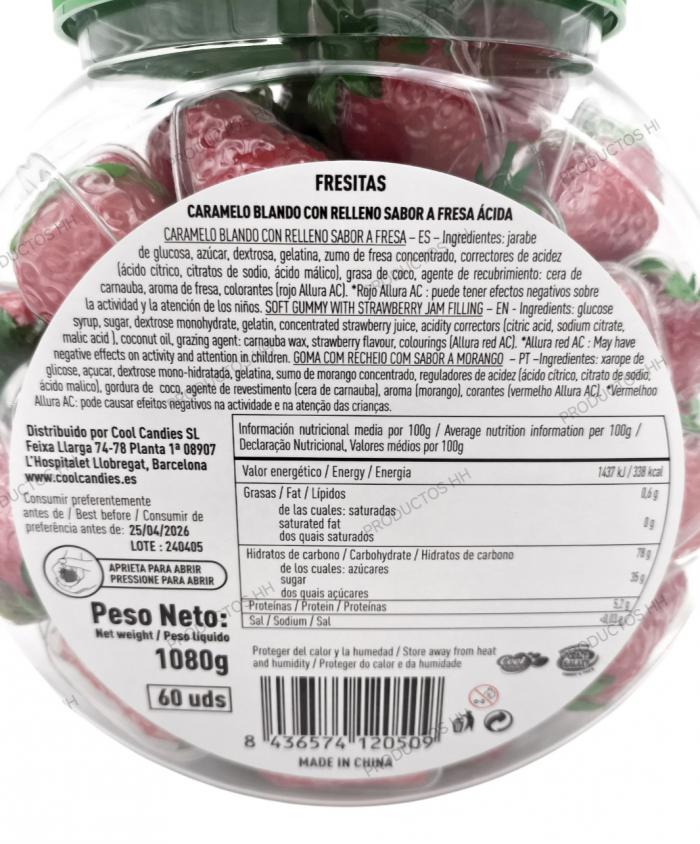 FRESITAS
CARAMELO BLANDO CON RELLENO SABOR A FRESA ÁCIDA
CARAMELO BLANDO CON RELLENO SABOR A FRESA – ES – Ingredientes: jarabe
de glucosa, azúcar, dextrosa, gelatina, zumo de fresa concentrado, correctores de acidez
(ácido cítrico, citratos de sodio, ácido málico), grasa de coco, agente de recubrimiento: cera de
carnauba, aroma de fresa, colorantes (rojo Allura AC). *Rojo Allura AC : puede tener efectos negativos sobre
la actividad y la atención de los niños. SOFT GUMMY WITH STRAWBERRY JAM FILLING – EN - Ingredients: glucose
syrup, sugar, dextrose monohydrate, gelatin, concentrated strawberry juice, acidity correctors (citric acid, sodium citrate,
malic acid ), coconut oil, grazing agent: carnauba wax, strawberry flavour, colourings (Allura red AC). *Allura red AC : May have
negative effects on activity and attention in children. GOMA COM RECHEIO COM SABOR A MORANGO – PT –Ingredientes: xarope de
glicose, açucar, dextrose mono-hidratada, gelatina, sumo de morango concentrado, reguladores de acidez (ácido cítrico, citrato de sodio,
ácido malico), gordura de coco, agente de revestimento (cera de carnauba), aroma (morango), corantes (vermelho Allura AC). *Vermelhoo
Allura AC: pode causar efeitos negativos na actividade e na atenção das crianças.
Distribuido por Cool Candies SL
Feixa Llarga 74-78 Planta 1ª 08907
L'Hospitalet Llobregat, Barcelona
www.coolcandies.es
Consumir preferentemente
antes de / Best before / Consumir de
preferência antes de: 25/04/2026
LOTE : 240405
APRIETA PARA ABRIR
PRESSIONE PARA ABRIR
Peso Neto:
Net weight / Peso líquido
1080g
60 uds
Información nutricional media por 100g / Average nutrition information per 100g /
Declaração Nutricional, Valores médios por 100g
Valor energético / Energy / Energia 1437 kJ / 338 kcal
Grasas / Fat / Lípidos 0,6 g
de las cuales: saturadas
saturated fat 0 g
dos quais saturados
Hidratos de carbono / Carbohydrate / Hidratos de carbono 78 g
de los cuales: azúcares
sugar 35 g
dos quais açúcares
Proteínas / Protein / Proteínas 5,2 g
Sal / Sodium / Sal
Proteger del calor y la humedad / Store away from heat
and humidity / Proteger do calor e da humidade
8 436574 120509
MADE IN CHINA
PRODUCTOS HH